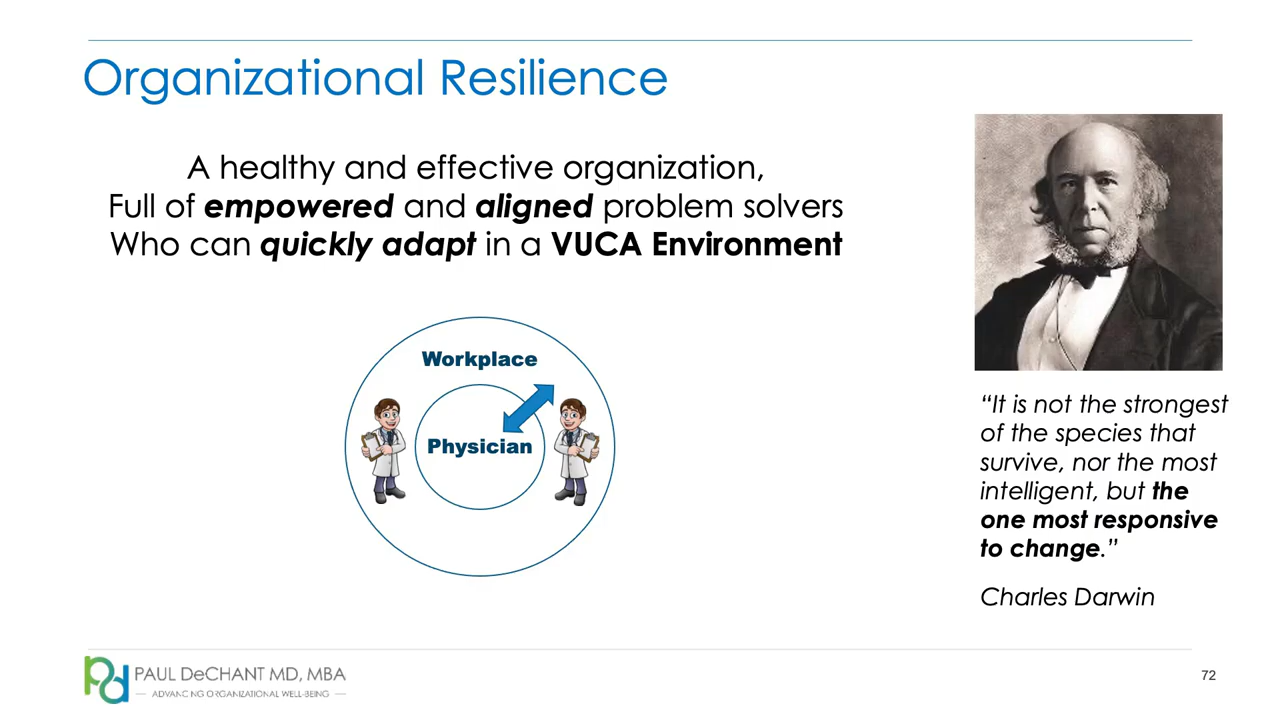 Organizational Resilience
A healthy and effective organization,
Full of empowered and aligned problem solvers
Who can quickly adapt in a VUCA Environment
Workplace
Physician
“It is not the strongest
of the species that
survive, nor the most
intelligent, but the
one most responsive
to change.”
Charles Darwin
pd
PAUL DeCHANT MD, MBA
ADVANCING ORGANIZATIONAL WELL-BEING
72